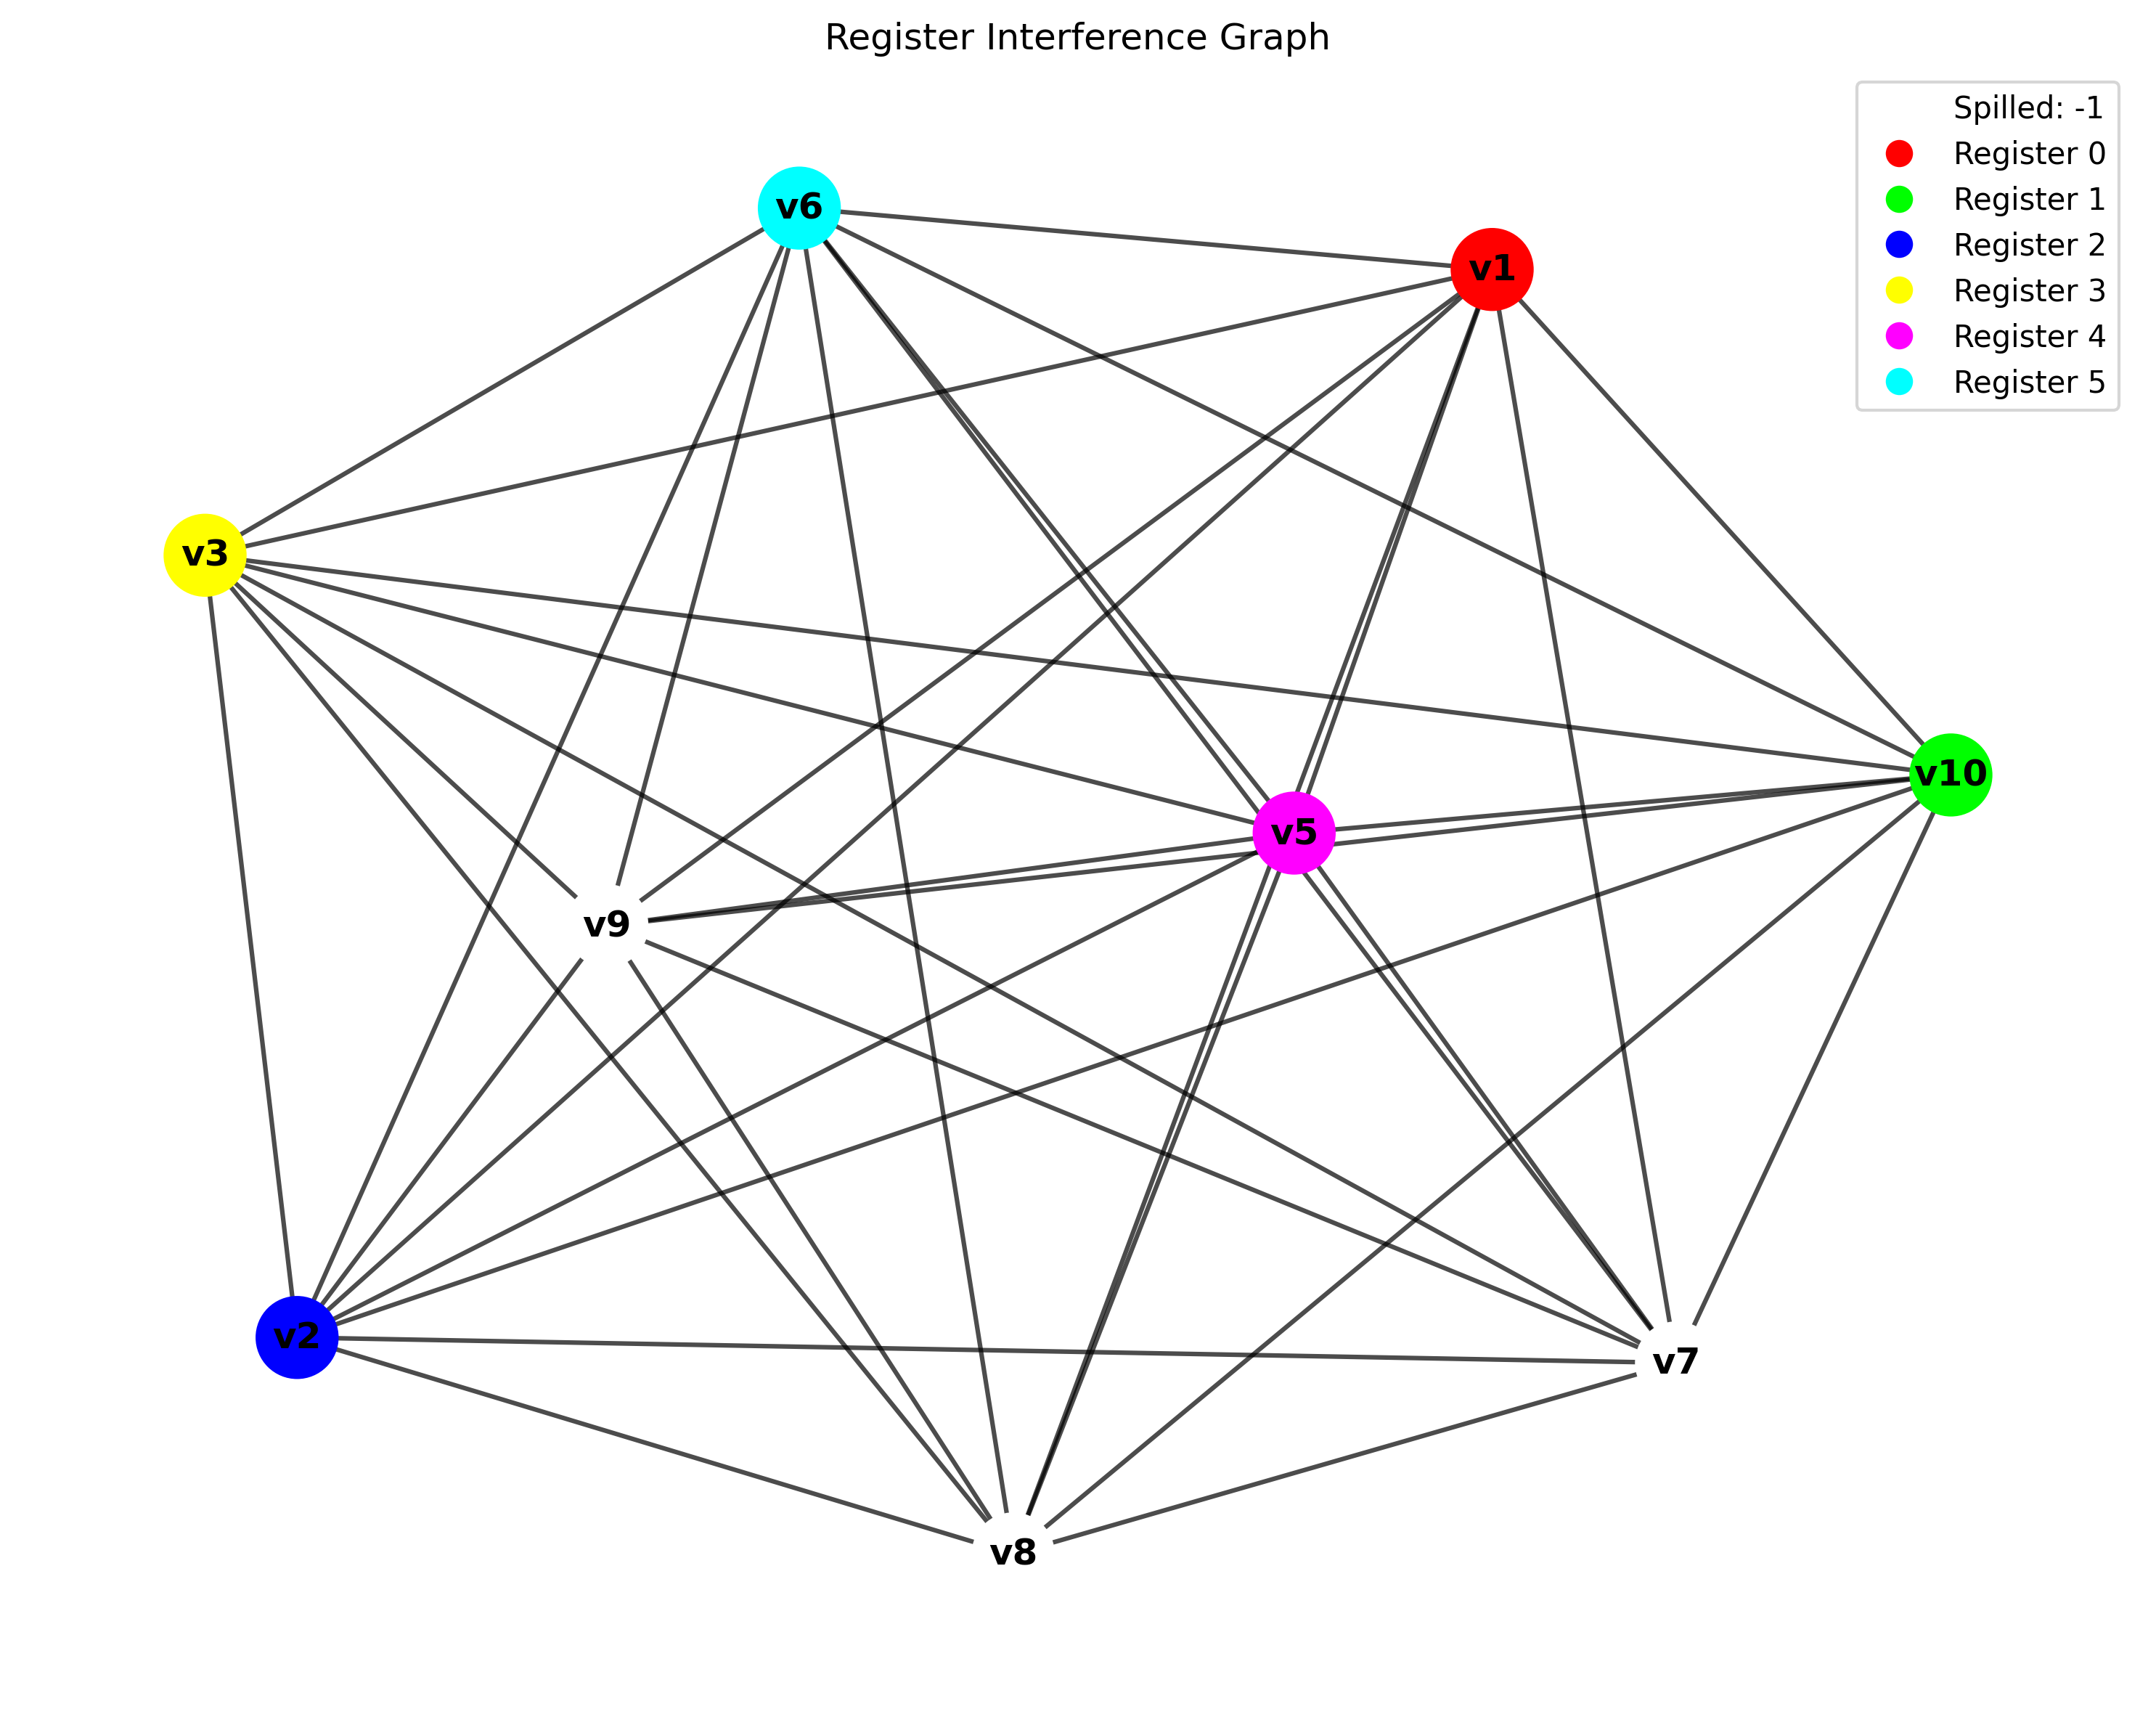 Register Interference Graph
Spilled: -1
Register 0
Register 1
Register 2
Register 3
Register 4
Register 5
v6
v1
v3
v10
v5
v9
v2
v7
v8